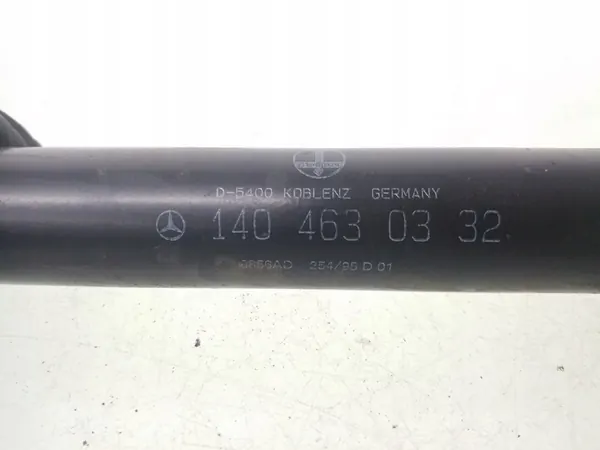 D-5400 KOBLENZ GERMANY
140 463 03 32
254/95 D 01